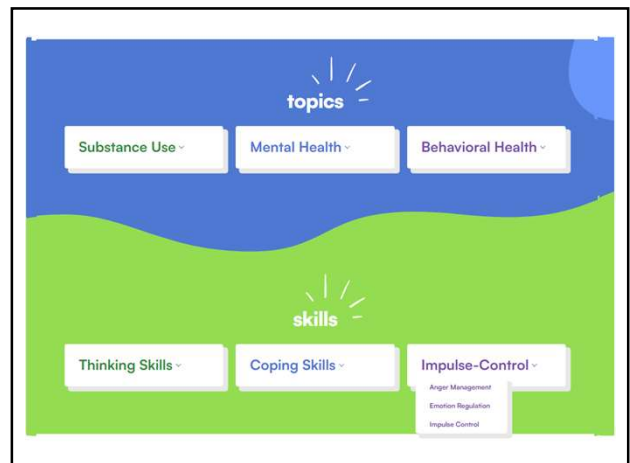 topics
Substance Use
Mental Health
Behavioral Health
skills
Thinking Skills
Coping Skills
Impulse-Control
Anger Management
Emotion Regulation
Impulse Control